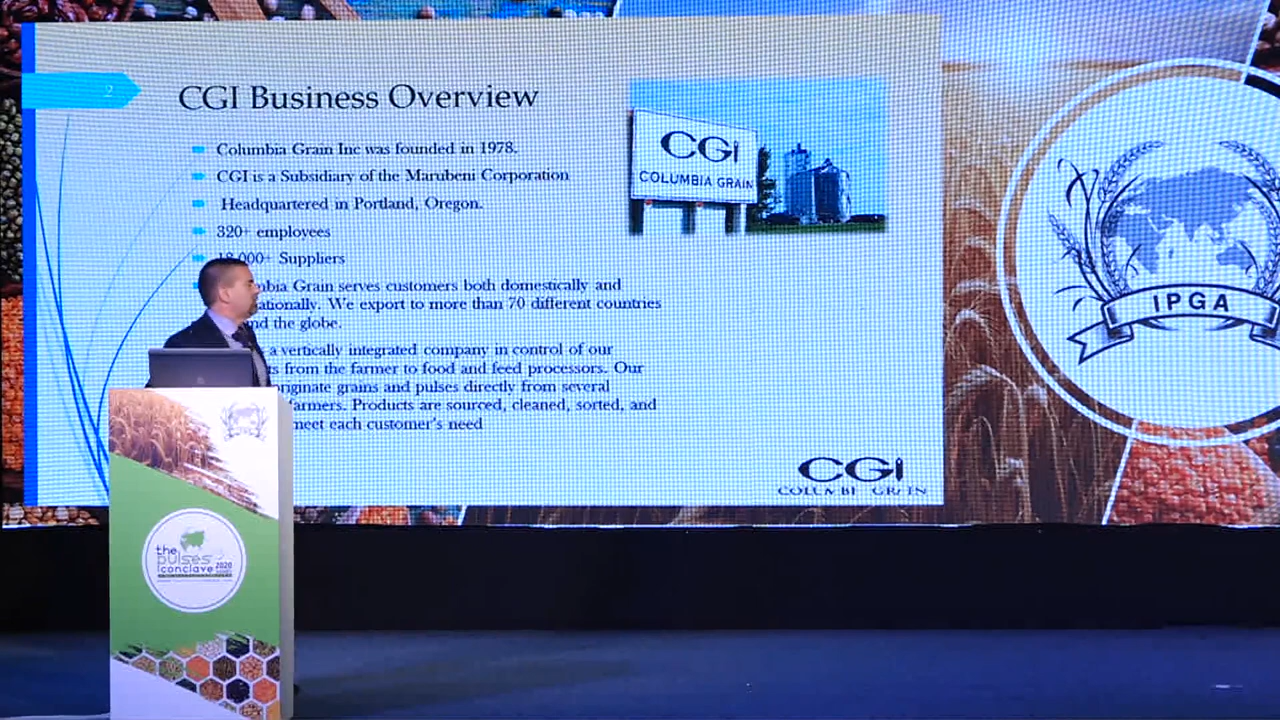 2
CGI Business Overview
Columbia Grain Inc was founded in 1978.
CGI is a Subsidiary of the Marubeni Corporation
Headquartered in Portland, Oregon.
320+ employees
18,000+ Suppliers
Grain serves customers both domestically and
We export to more than 70 different countries
the globe.
a vertically integrated company in control of our
from the farmer to food and feed processors. Our
originate grains and pulses directly from several
farmers. Products are sourced, cleaned, sorted, and
meet each customer's need
CGI
COLUMBIA GRAIN
CGI
COLUMBIA GRAIN
IPGA
the
pulses
conclave 2020